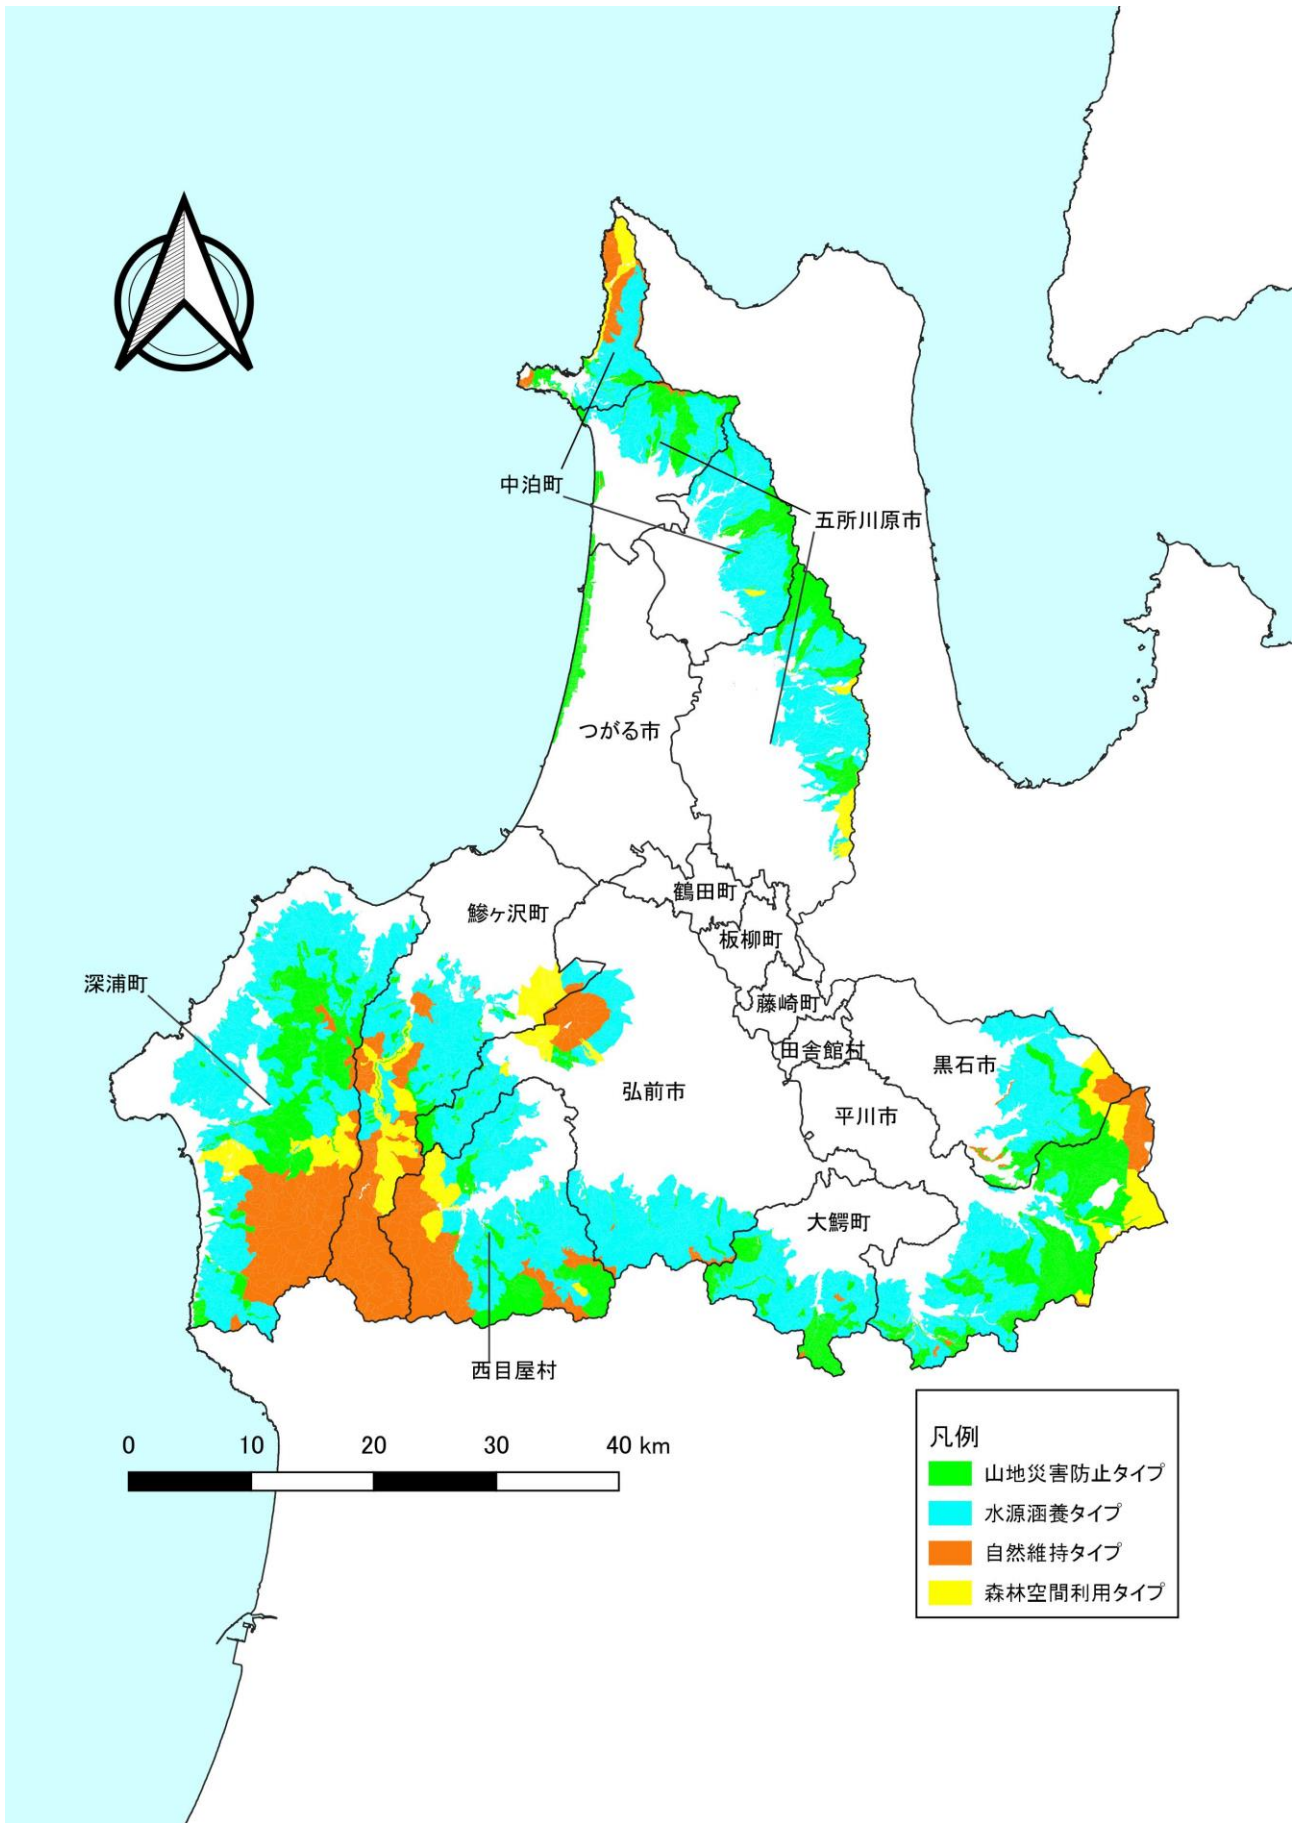 中泊町
五所川原市
つがる市
鶴田町
鰺ヶ沢町
板柳町
深浦町
藤崎町
田舎館村
黒石市
弘前市
平川市
大鰐町
西目屋村
0 10 20 30 40 km
凡例
山地災害防止タイプ
水源涵養タイプ
自然維持タイプ
森林空間利用タイプ